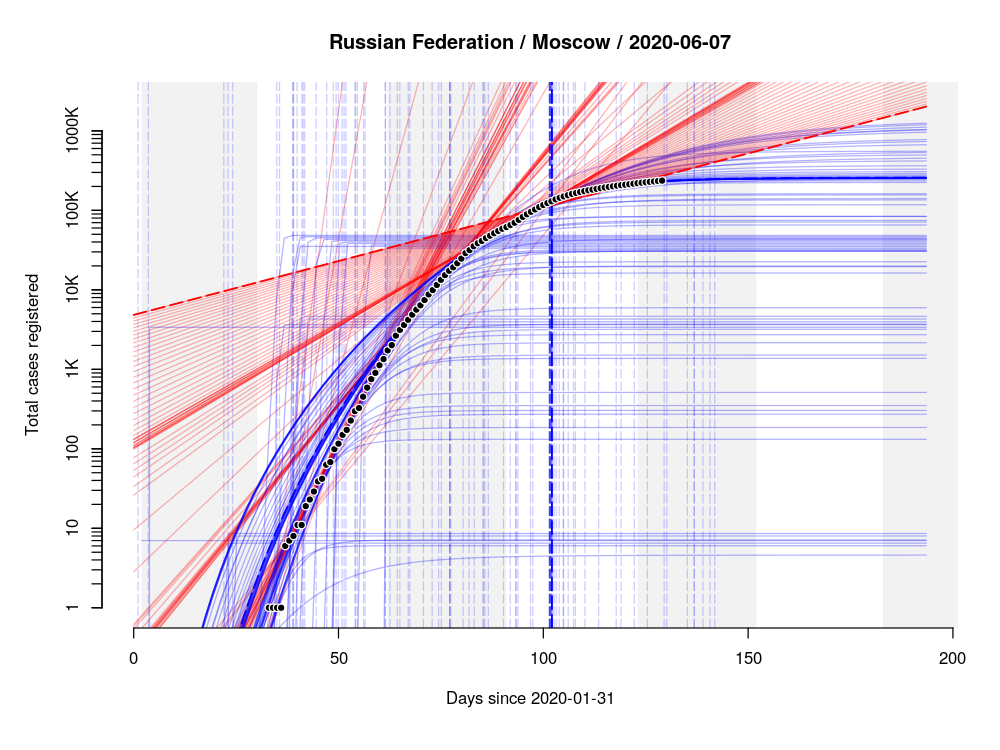 Russian Federation / Moscow / 2020-06-07
Total cases registered
1000K
100K
10K
1K
100
10
1
0 50 100 150 200
Days since 2020-01-31